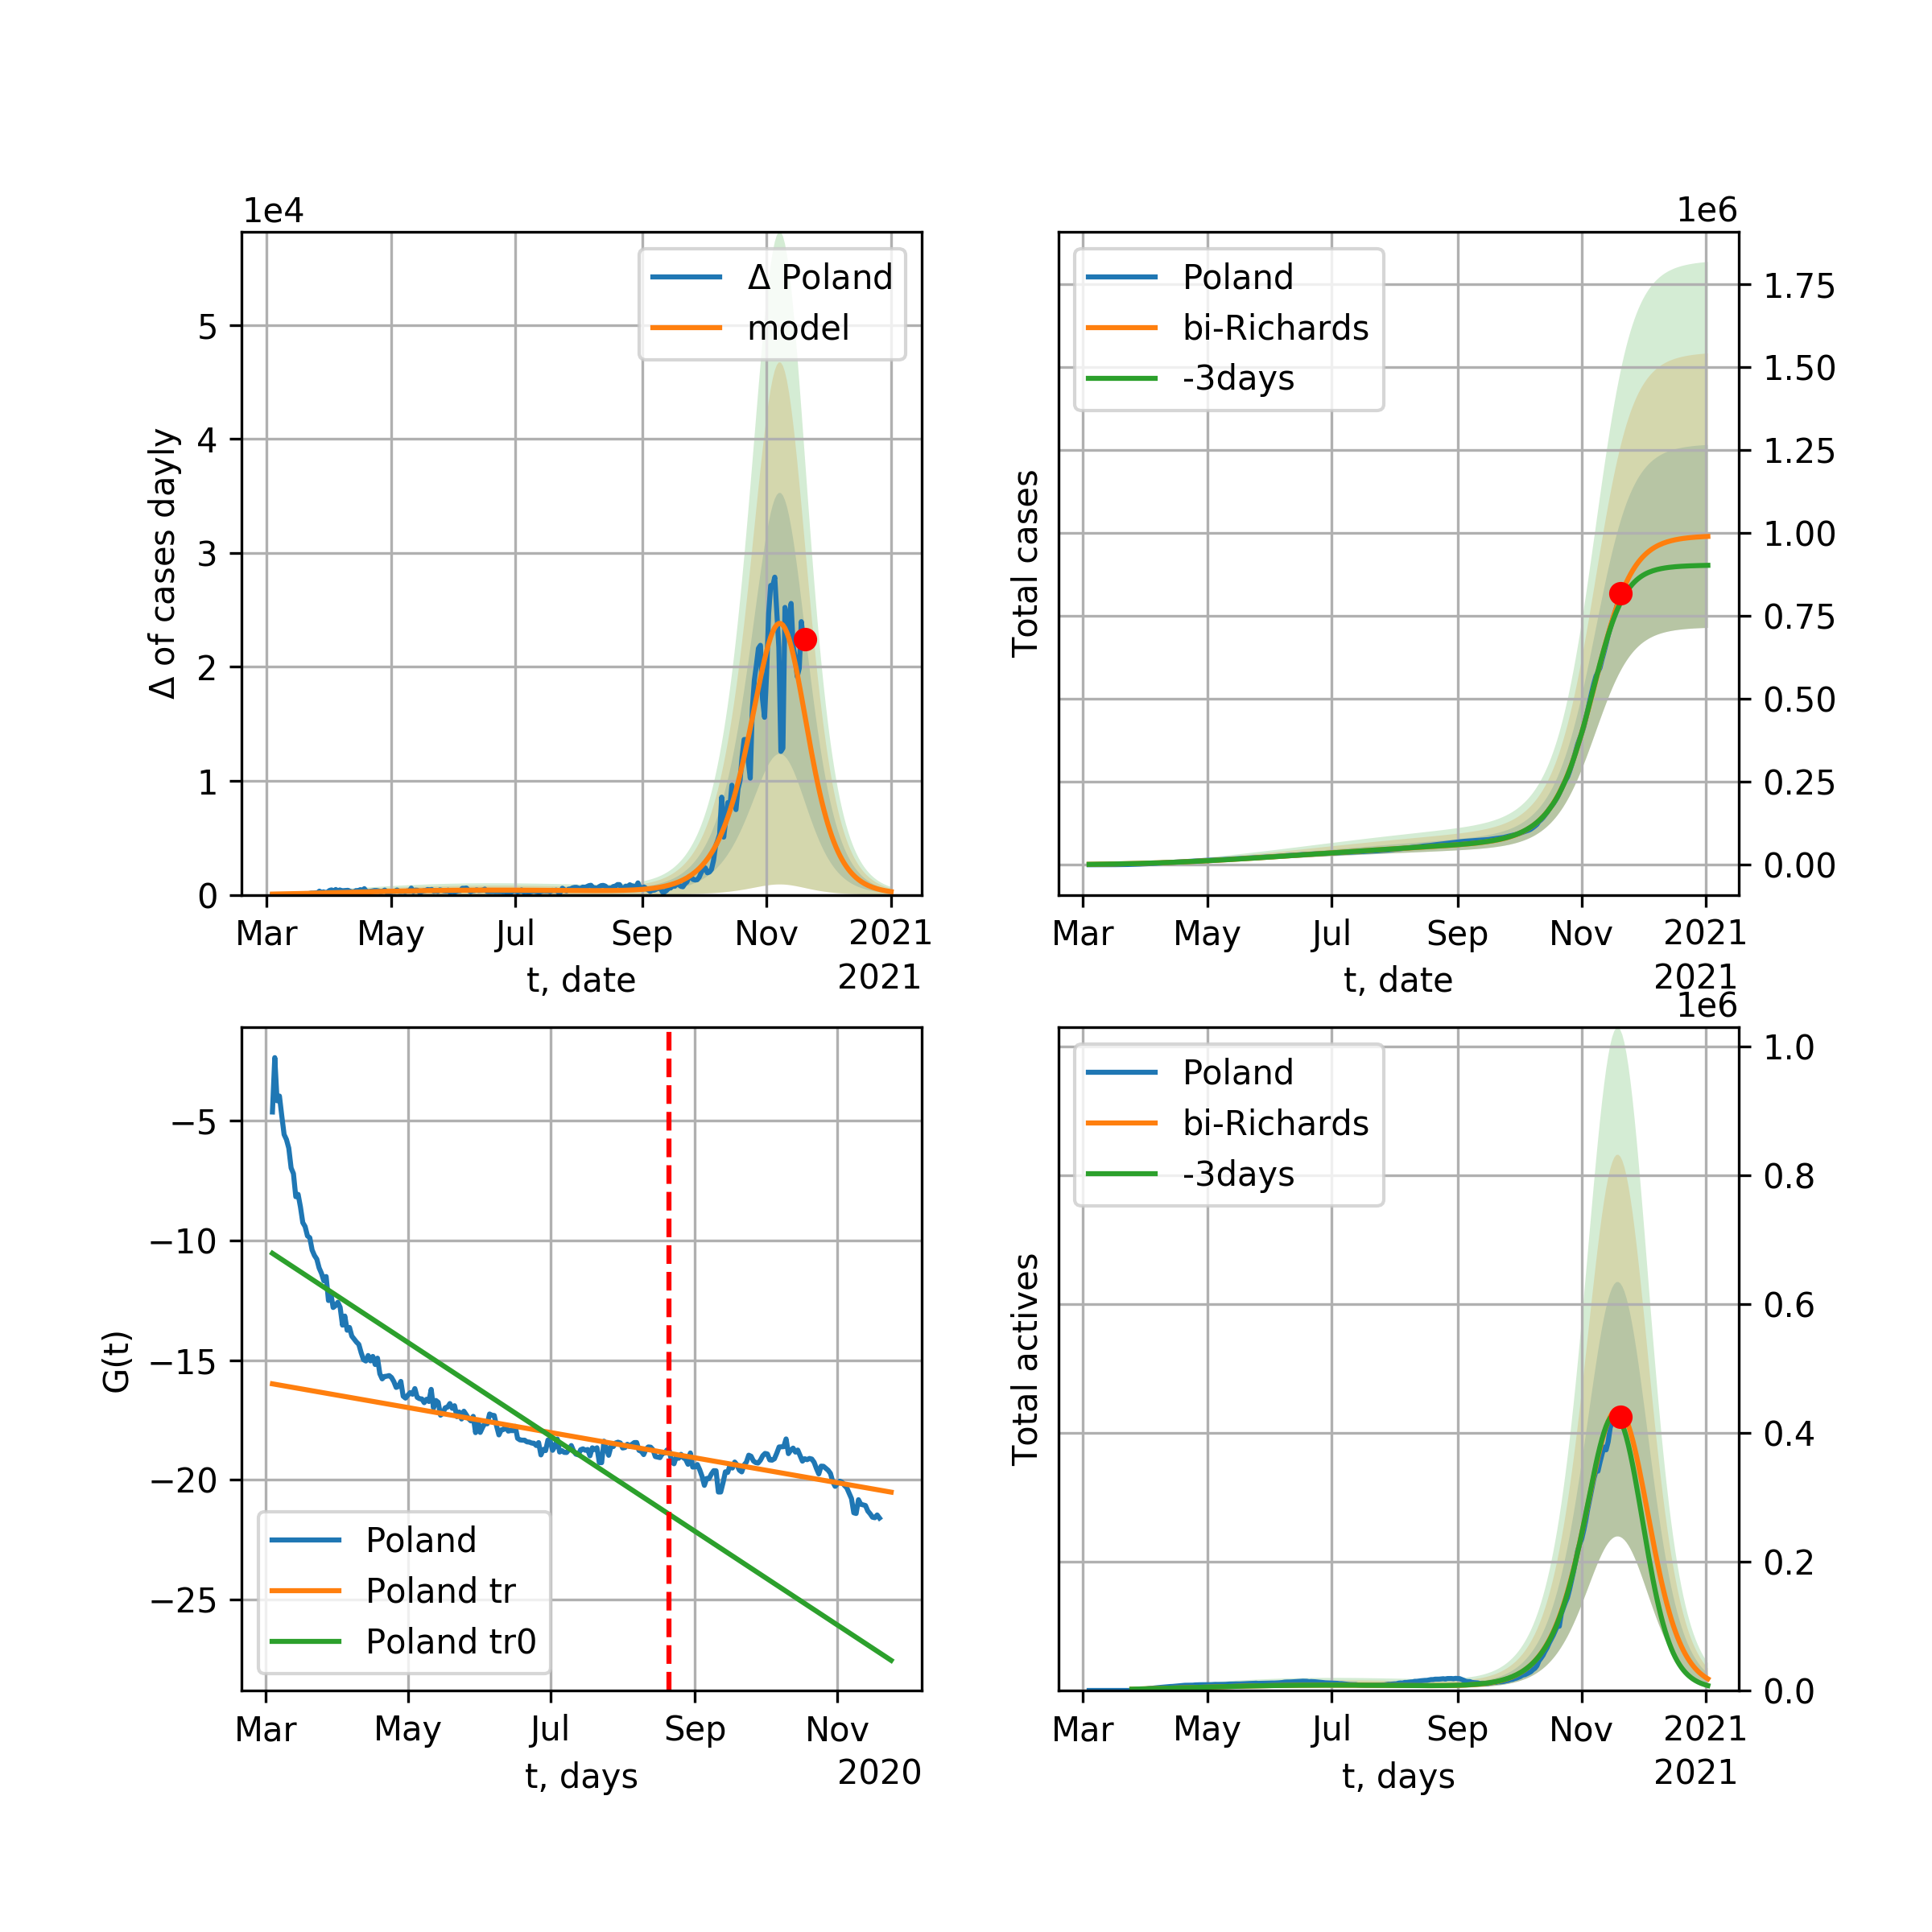 1e4
Δ of cases dayly
5
4
3
2
1
0
Δ Poland
model
Mar May Jul Sep Nov 2021
t, date
2021
1e6
Total cases
Poland
bi-Richards
-3days
1.75
1.50
1.25
1.00
0.75
0.50
0.25
0.00
Mar May Jul Sep Nov 2021
t, date
2021
G(t)
−5
−10
−15
−20
−25
Poland
Poland tr
Poland tr0
Mar May Jul Sep Nov
t, days
2020
1e6
Total actives
Poland
bi-Richards
-3days
1.0
0.8
0.6
0.4
0.2
0.0
Mar May Jul Sep Nov 2021
t, days
2021